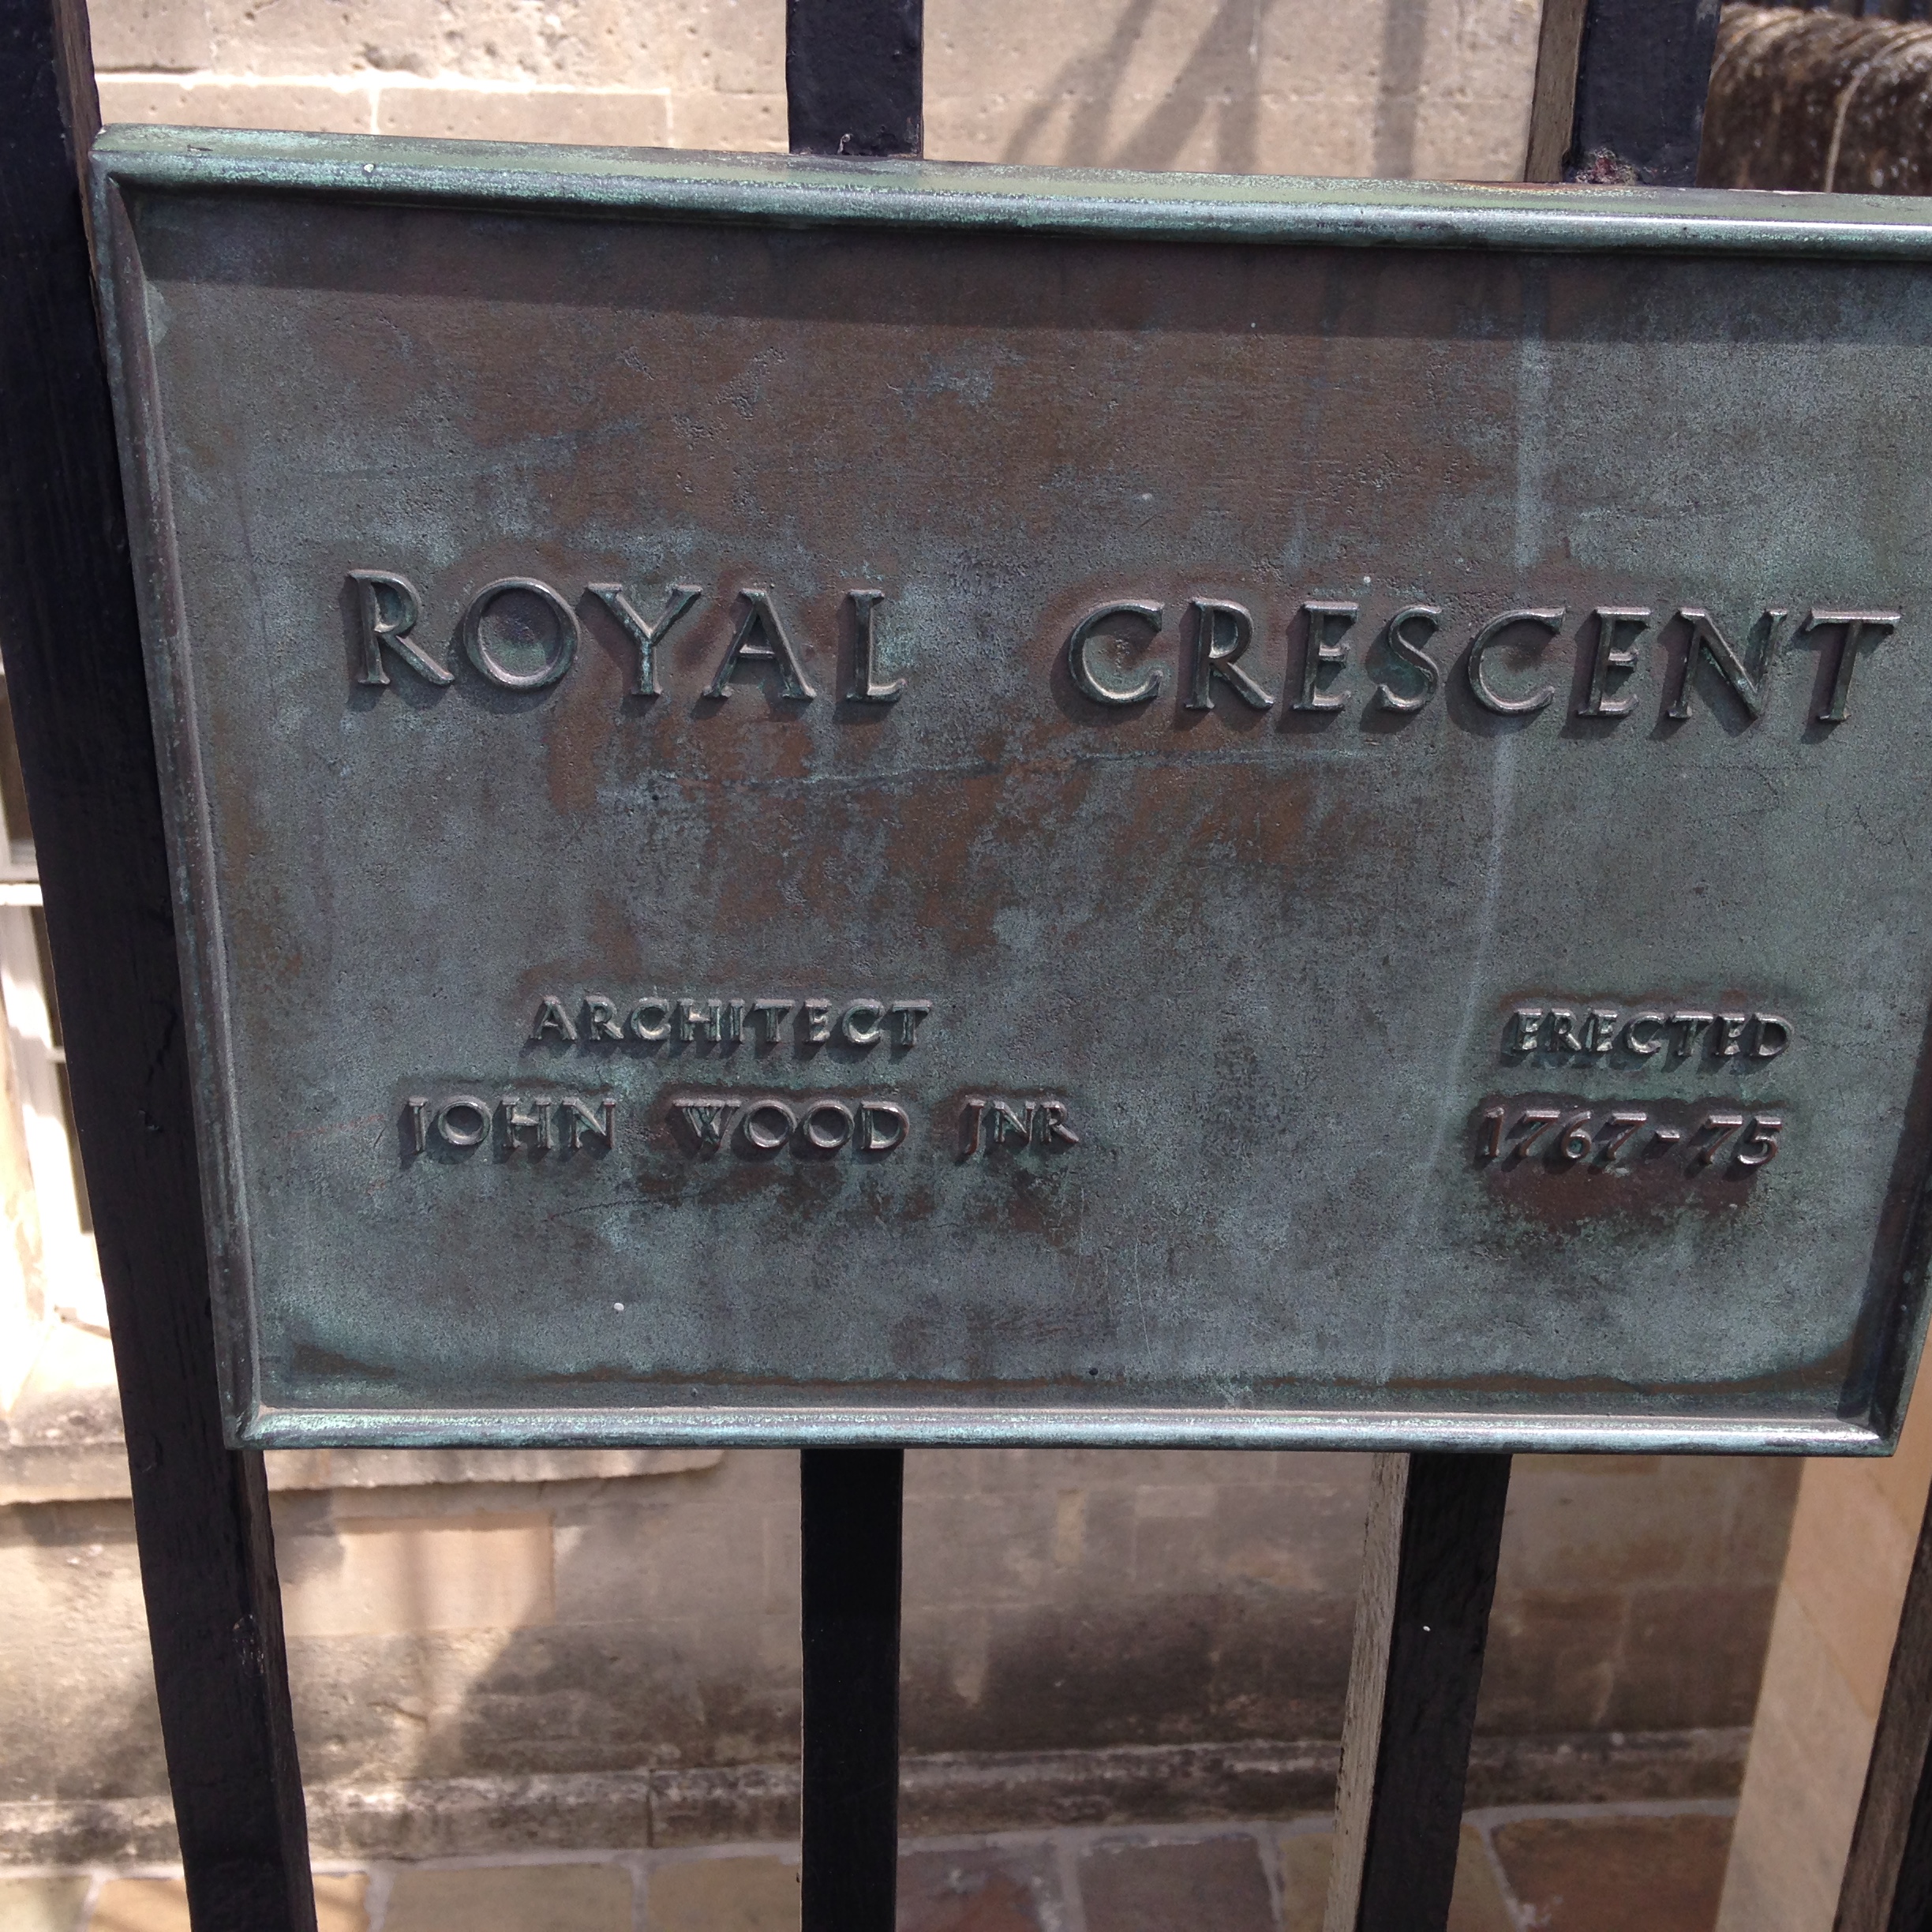 ROYAL CRESCENT
ARCHITECT
JOHN WOOD JNR
ERECTED
1767-75